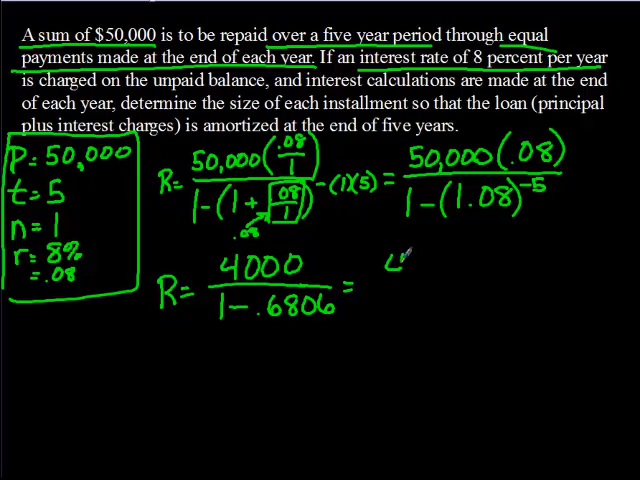 A sum of $50,000 is to be repaid over a five year period through equal
payments made at the end of each year. If an interest rate of 8 percent per year
is charged on the unpaid balance, and interest calculations are made at the end
of each year, determine the size of each installment so that the loan (principal
plus interest charges) is amortized at the end of five years.
P = 50,000
t = 5
n = 1
r = 8%
= .08
R = 50,000(.08/1) / 1 - (1 + .08/1)^-(1)(5) = 50,000(.08) / 1 - (1.08)^-5
.08
R = 4000 / 1 - .6806 =